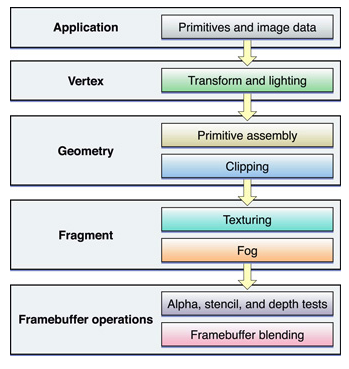 Application
Primitives and image data
Vertex
Transform and lighting
Geometry
Primitive assembly
Clipping
Fragment
Texturing
Fog
Framebuffer operations
Alpha, stencil, and depth tests
Framebuffer blending